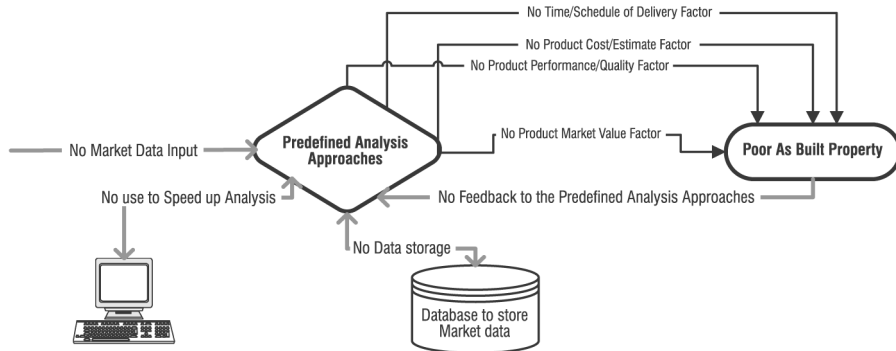 No Time/Schedule of Delivery Factor
No Product Cost/Estimate Factor
No Product Performance/Quality Factor
Predefined Analysis
Approaches
No Product Market Value Factor
Poor As Built Property
No Market Data Input
No use to Speed up Analysis
No Feedback to the Predefined Analysis Approaches
No Data storage
Database to store
Market data